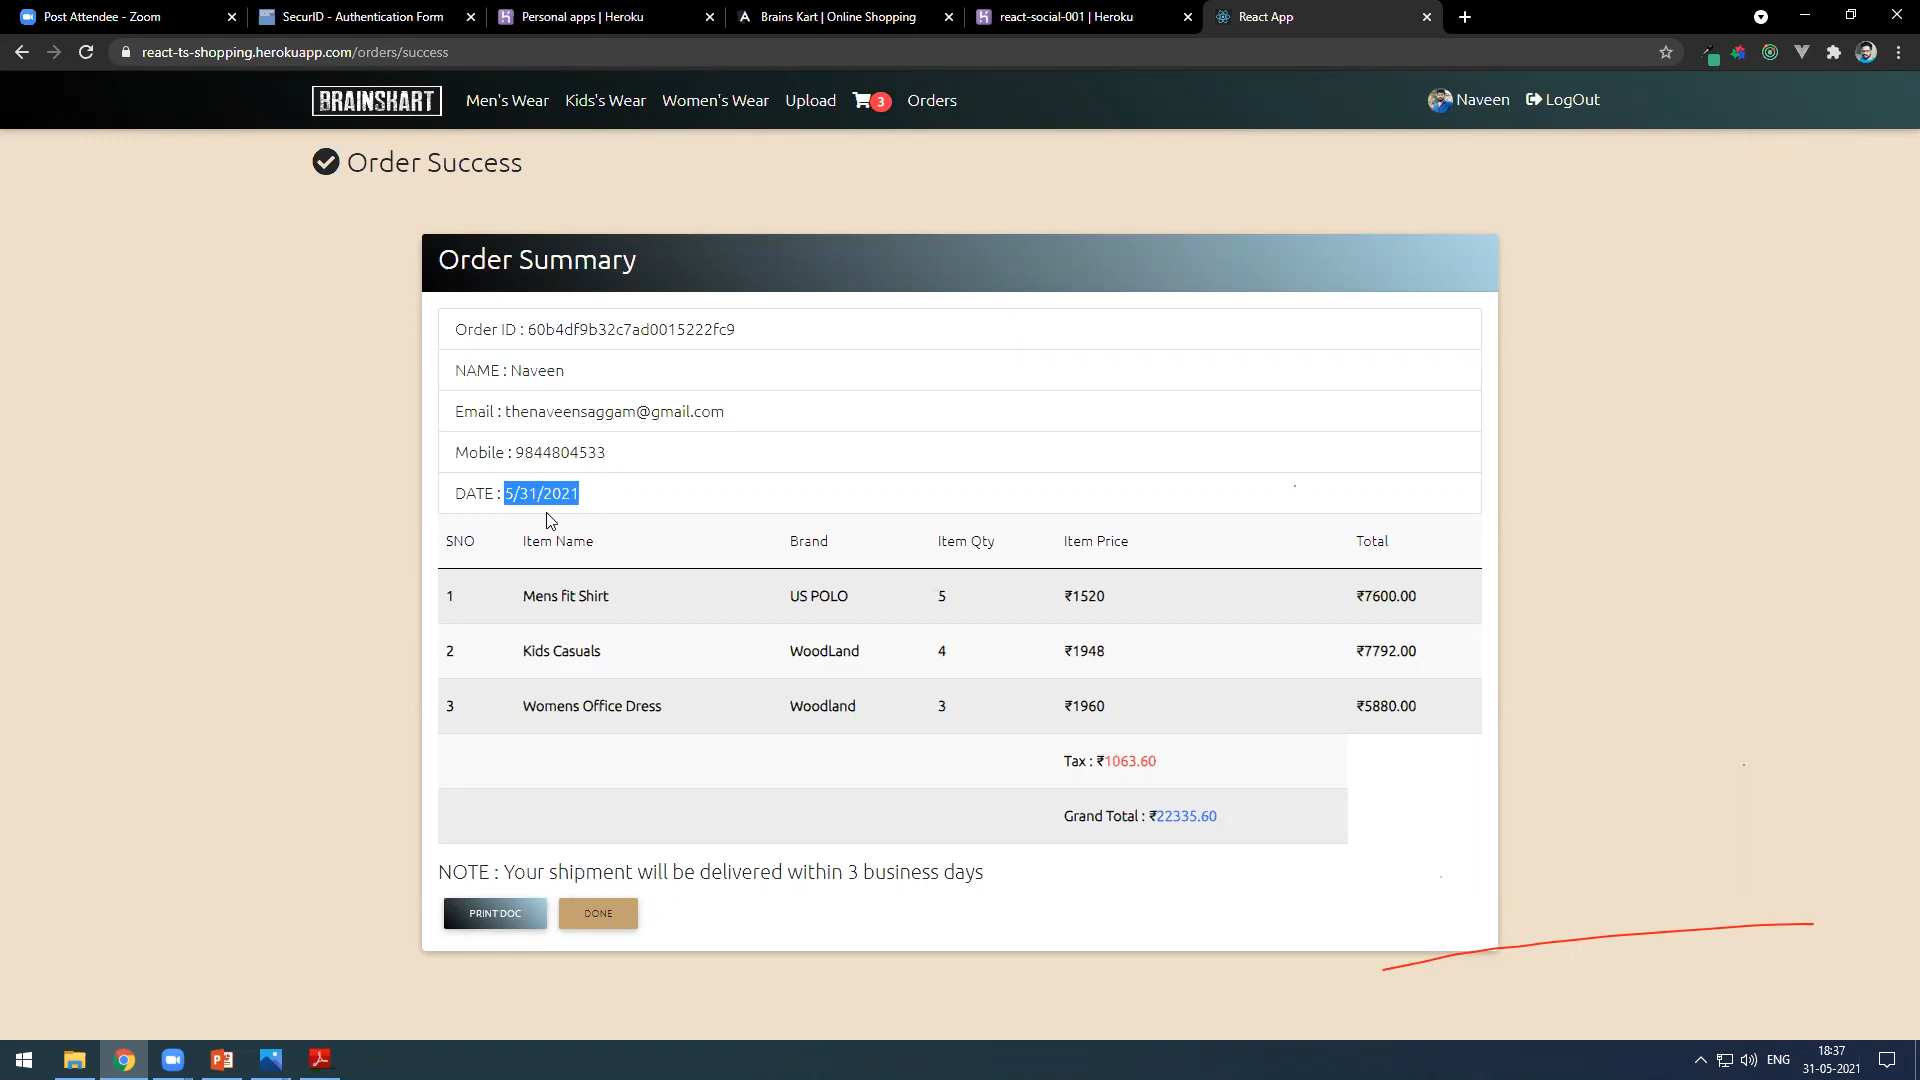 Post Attendee - Zoom
SecurID - Authentication Form
Personal apps | Heroku
Brains Kart | Online Shopping
react-social-001 | Heroku
React App
react-ts-shopping.herokuapp.com/orders/success
BRAINSKART
Men's Wear
Kid's Wear
Women's Wear
Upload
3
Orders
Naveen
LogOut
Order Success
Order Summary
Order ID : 60b4df9b32c7ad0015222fc9
NAME : Naveen
Email : thenaveensaggam@gmail.com
Mobile : 9844804533
DATE : 5/31/2021
SNO Item Name Brand Item Qty Item Price Total
1 Mens fit Shirt US POLO 5 ₹1520 ₹7600.00
2 Kids Casuals WoodLand 4 ₹1948 ₹7792.00
3 Womens Office Dress Woodland 3 ₹1960 ₹5880.00
Tax : ₹1063.60
Grand Total : ₹22335.60
NOTE : Your shipment will be delivered within 3 business days
PRINT DOC
DONE
ENG
18:37
31-05-2021